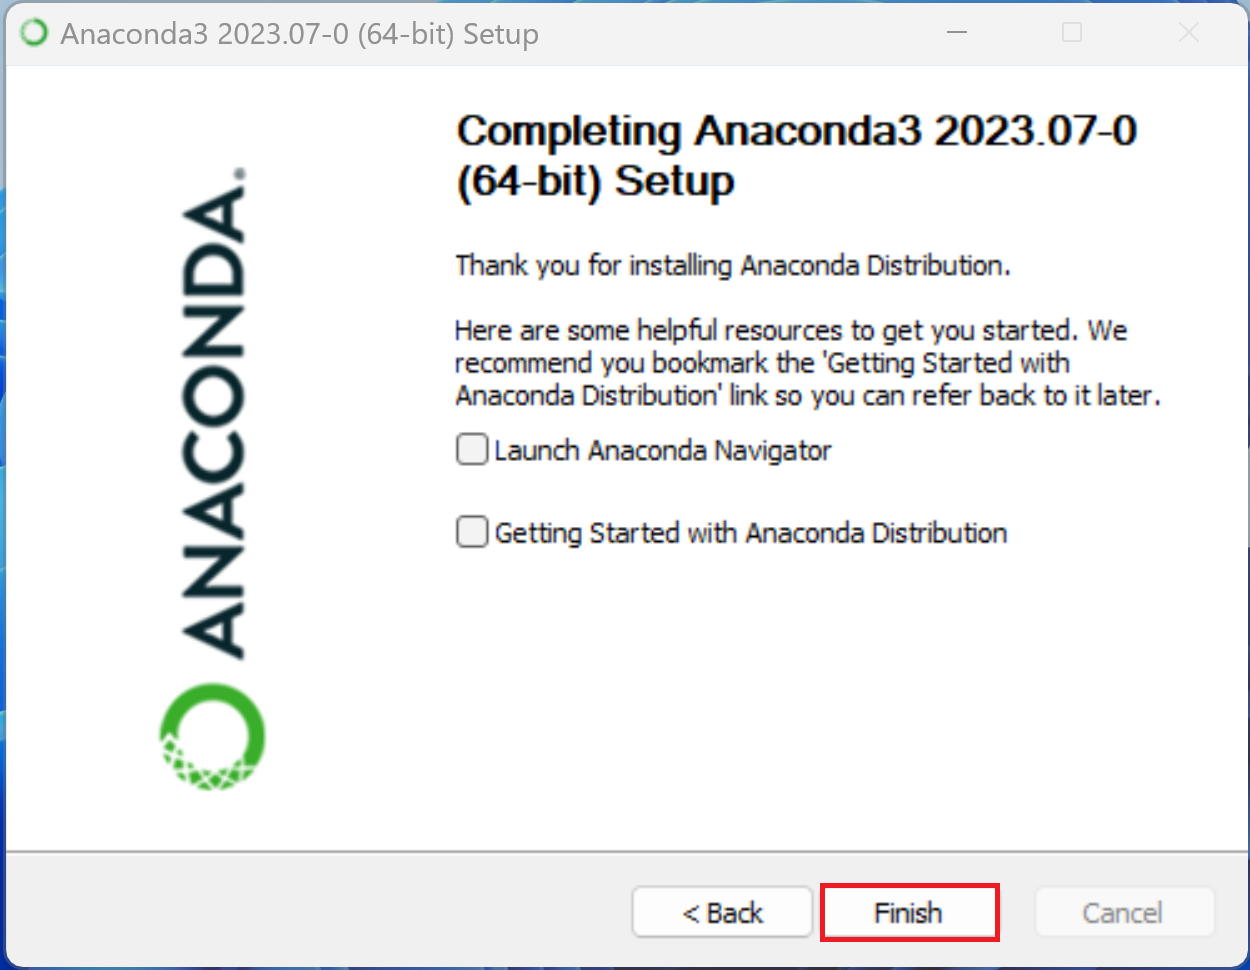 Anaconda3 2023.07-0 (64-bit) Setup
ANACONDA.
Completing Anaconda3 2023.07-0
(64-bit) Setup
Thank you for installing Anaconda Distribution.
Here are some helpful resources to get you started. We
recommend you bookmark the 'Getting Started with
Anaconda Distribution' link so you can refer back to it later.
Launch Anaconda Navigator
Getting Started with Anaconda Distribution
< Back
Finish
Cancel